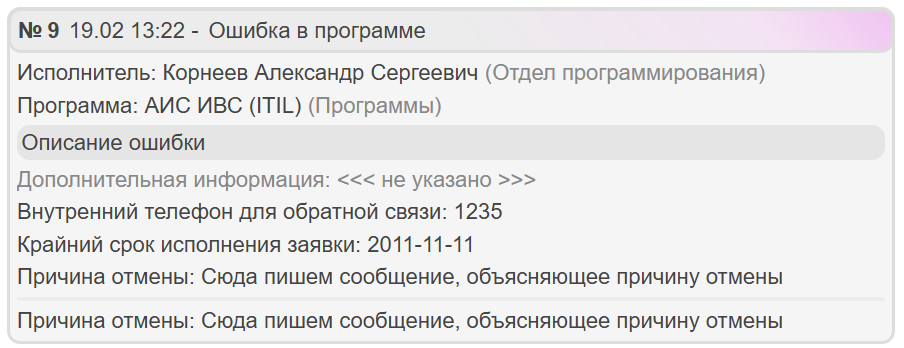 № 9 19.02 13:22 - Ошибка в программе
Исполнитель: Корнеев Александр Сергеевич (Отдел программирования)
Программа: АИС ИВС (ITIL) (Программы)
Описание ошибки
Дополнительная информация: <<< не указано >>>
Внутренний телефон для обратной связи: 1235
Крайний срок исполнения заявки: 2011-11-11
Причина отмены: Сюда пишем сообщение, объясняющее причину отмены
Причина отмены: Сюда пишем сообщение, объясняющее причину отмены